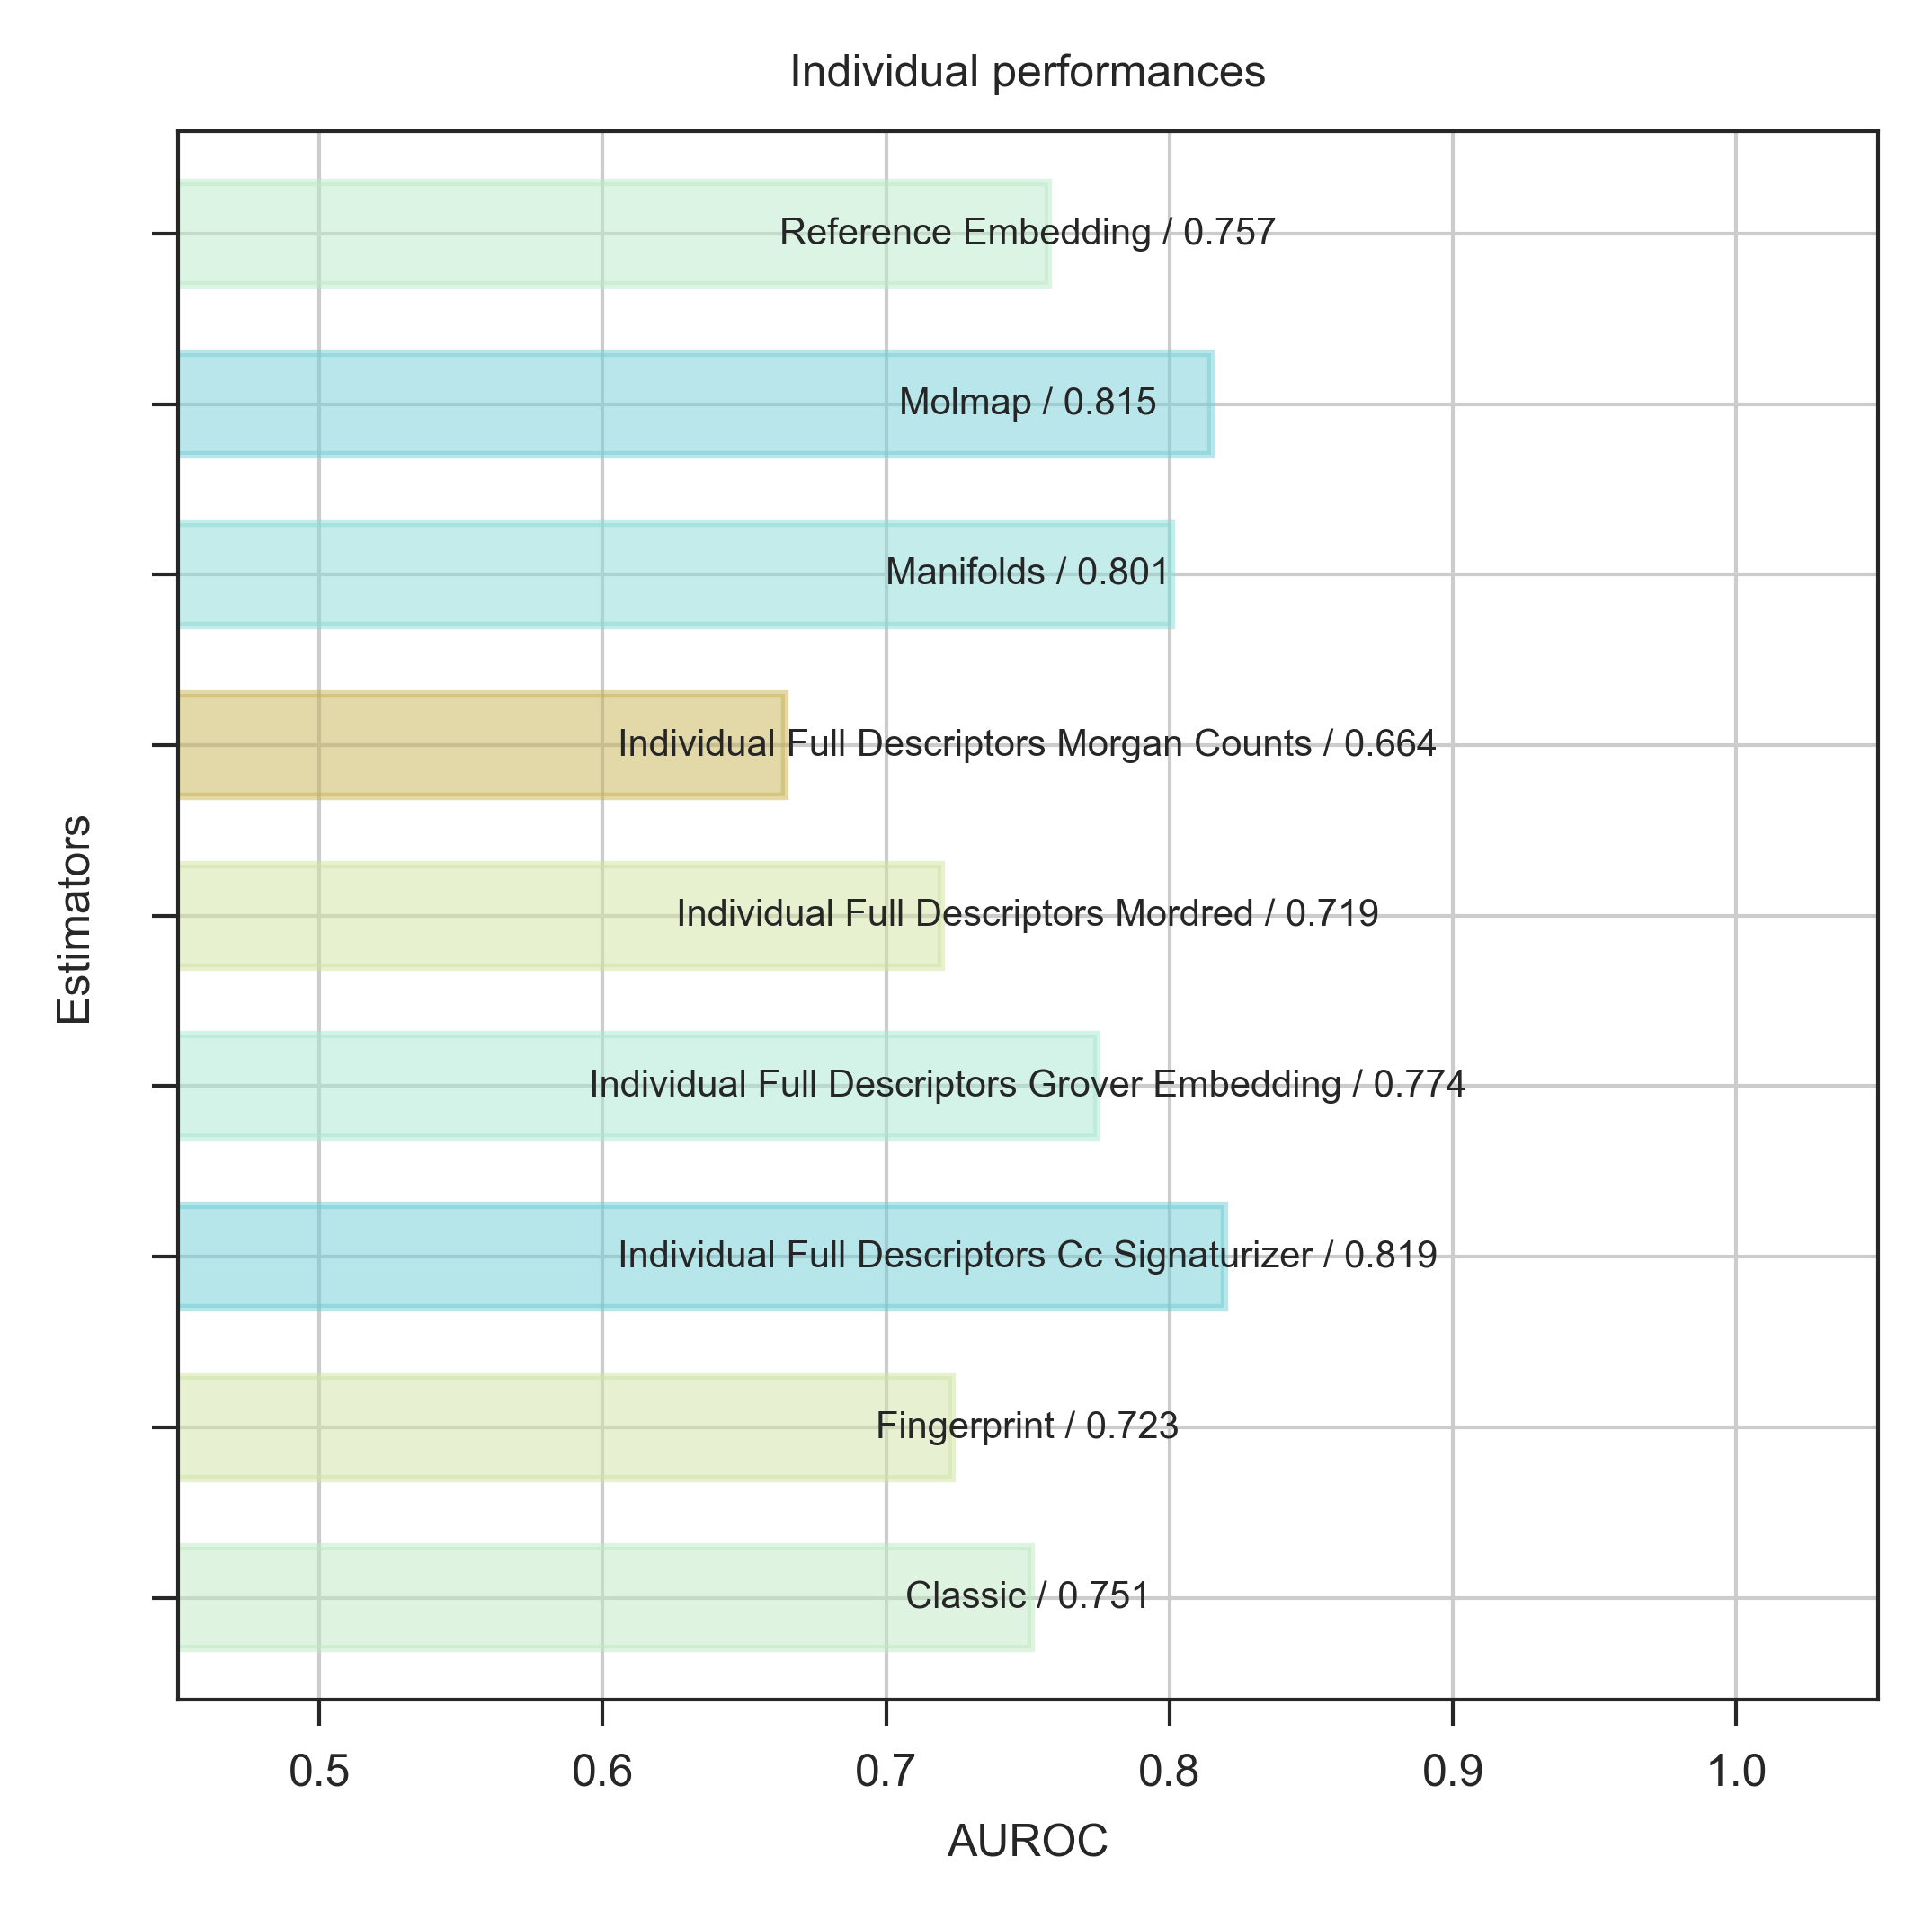 Individual performances
Reference Embedding / 0.757
Molmap / 0.815
Manifolds / 0.801
Individual Full Descriptors Morgan Counts / 0.664
Individual Full Descriptors Mordred / 0.719
Individual Full Descriptors Grover Embedding / 0.774
Individual Full Descriptors Cc Signaturizer / 0.819
Fingerprint / 0.723
Classic / 0.751
Estimators
0.5 0.6 0.7 0.8 0.9 1.0
AUROC